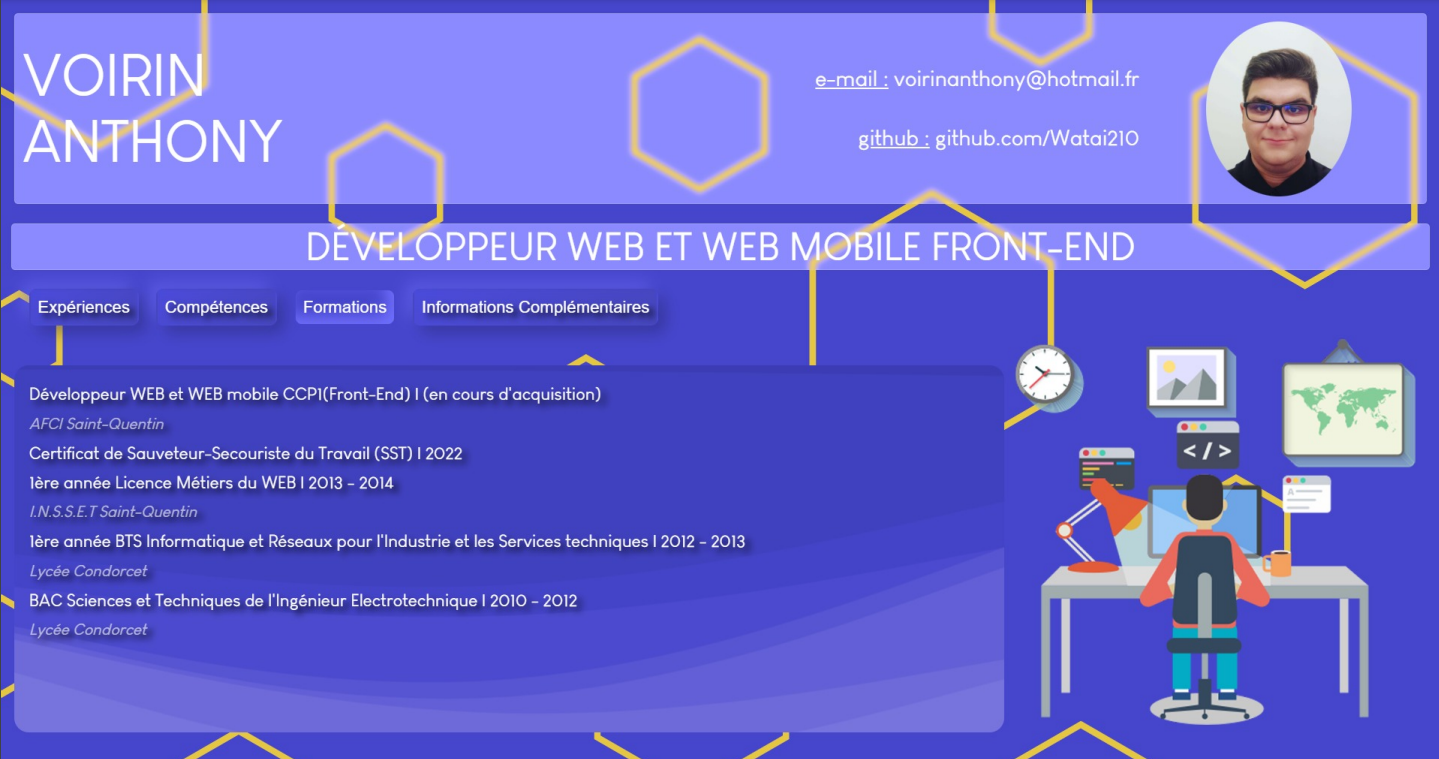 VOIRIN
ANTHONY
e-mail : voirinanthony@hotmail.fr
github : github.com/Watai210
DÉVELOPPEUR WEB ET WEB MOBILE FRONT-END
Expériences Compétences Formations Informations Complémentaires
Développeur WEB et WEB mobile CCP1(Front-End) I (en cours d'acquisition)
AFCI Saint-Quentin
Certificat de Sauveteur-Secouriste du Travail (SST) I 2022
1ère année Licence Métiers du WEB I 2013 - 2014
I.N.S.S.E.T Saint-Quentin
1ère année BTS Informatique et Réseaux pour l'Industrie et les Services techniques I 2012 - 2013
Lycée Condorcet
BAC Sciences et Techniques de l'Ingénieur Electrotechnique I 2010 - 2012
Lycée Condorcet
</>
A